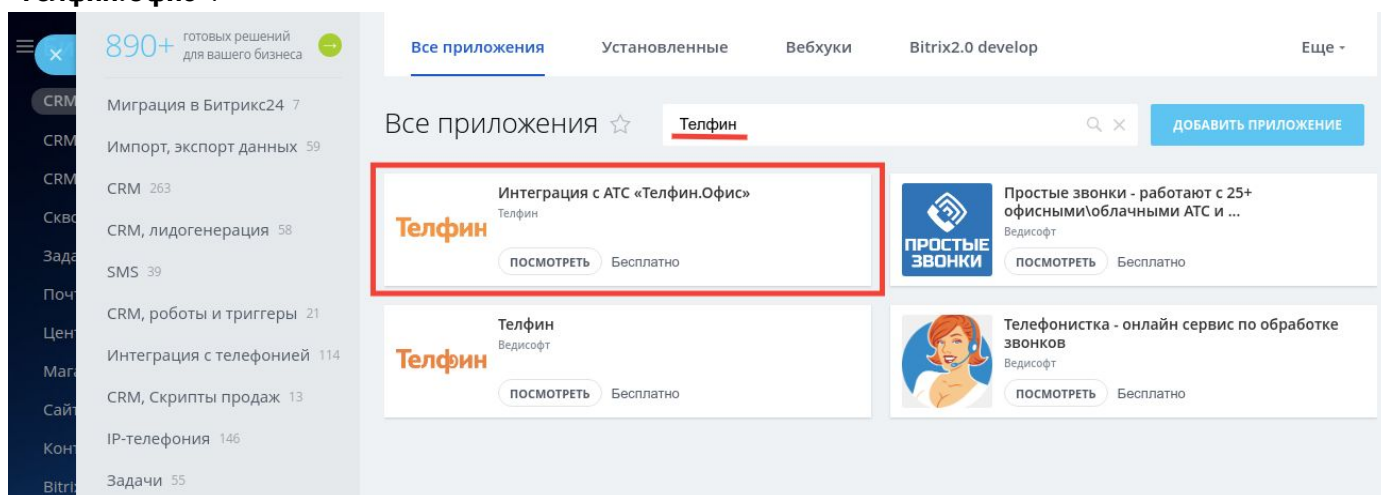 890+ готовых решений
для вашего бизнеса
Миграция в Битрикс24 7
Импорт, экспорт данных 59
CRM 263
CRM, лидогенерация 58
SMS 39
CRM, роботы и триггеры 21
Интеграция с телефонией 114
CRM, Скрипты продаж 13
IP-телефония 146
Задачи 55
CRM
CRM
CRM
Все приложения Установленные Вебхуки Bitrix2.0 develop Еще
Все приложения Телфин ДОБАВИТЬ ПРИЛОЖЕНИЕ
Телфин
Интеграция с АТС «Телфин.Офис»
Телфин
ПОСМОТРЕТЬ Бесплатно
ПРОСТЫЕ
ЗВОНКИ
Простые звонки - работают с 25+
офисными\облачными АТС и ...
Ведисофт
ПОСМОТРЕТЬ Бесплатно
Телфин
Телфин
Ведисофт
ПОСМОТРЕТЬ Бесплатно
Телефонистка - онлайн сервис по обработке
звонков
Ведисофт
ПОСМОТРЕТЬ Бесплатно